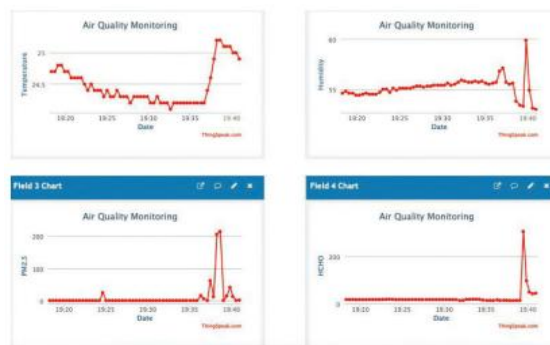 Air Quality Monitoring
Temperature
25
24.5
19:20 19:25 19:30 19:35 19:40
Date
ThingSpeak.com
Air Quality Monitoring
Humidity
60
55
19:20 19:25 19:30 19:35 19:40
Date
ThingSpeak.com
Field 3 Chart
Air Quality Monitoring
PM2.5
200
100
0
19:20 19:25 19:30 19:35 19:40
Date
ThingSpeak.com
Field 4 Chart
Air Quality Monitoring
HCHO
200
0
19:20 19:25 19:30 19:35 19:40
Date
ThingSpeak.com